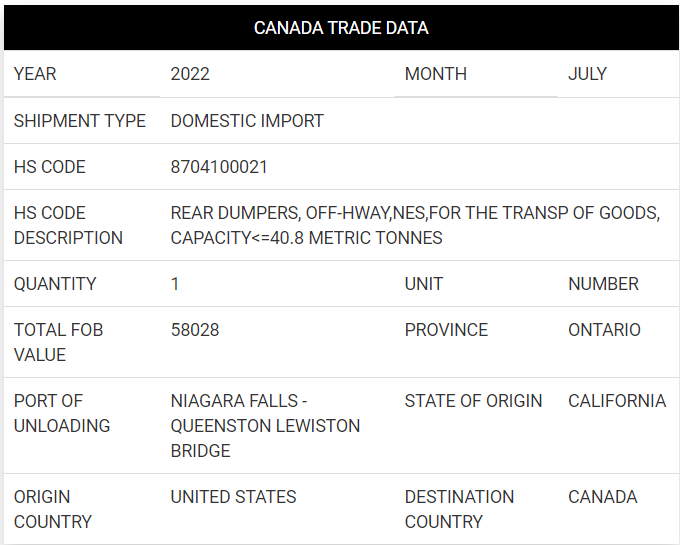 CANADA TRADE DATA
YEAR 2022 MONTH JULY
SHIPMENT TYPE DOMESTIC IMPORT
HS CODE 8704100021
HS CODE REAR DUMPERS, OFF-HWAY,NES,FOR THE TRANSP OF GOODS,
DESCRIPTION CAPACITY<=40.8 METRIC TONNES
QUANTITY 1 UNIT NUMBER
TOTAL FOB 58028 PROVINCE ONTARIO
VALUE
PORT OF NIAGARA FALLS - STATE OF ORIGIN CALIFORNIA
UNLOADING QUEENSTON LEWISTON
BRIDGE
ORIGIN UNITED STATES DESTINATION CANADA
COUNTRY COUNTRY